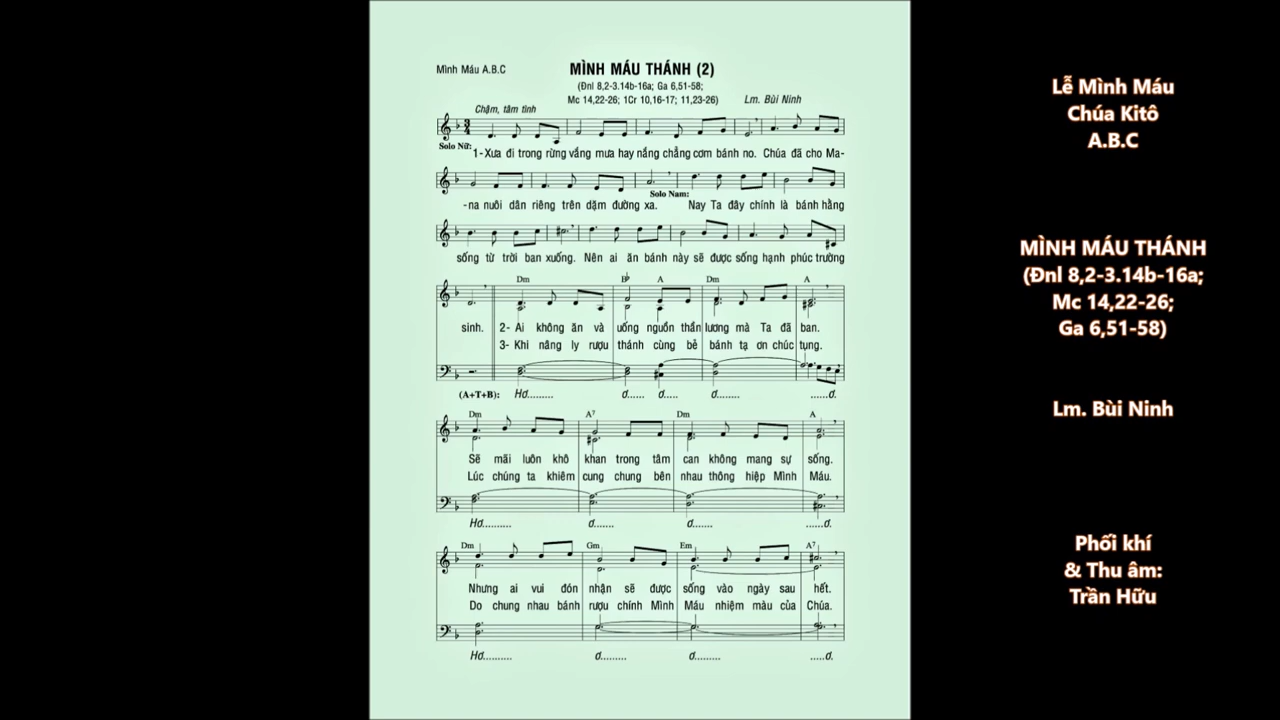 Mình Máu A.B.C
MÌNH MÁU THÁNH (2)
(Đnl 8,2-3.14b-16a; Ga 6,51-58;
Mc 14,22-26; 1Cr 10,16-17; 11,23-26)
Lm. Bùi Ninh
Chậm, tâm tình
Solo Nữ:
1-Xưa đi trong rừng vắng mưa hay nắng chẳng cơm bánh no. Chúa đã cho Ma-
-na nuôi dân riêng trên dặm đường xa. Nay Ta đây chính là bánh hằng
Solo Nam:
sống từ trời ban xuống. Nên ai ăn bánh này sẽ được sống hạnh phúc trường
Dm B♭ A Dm A
sinh. 2- Ai không ăn và uống nguồn thần lương mà Ta đã ban.
3- Khi nâng ly rượu thánh cùng bẻ bánh tạ ơn chúc tụng.
(A+T+B): Hơ......... ơ...... ơ..... ơ........ ......ơ.
Dm A7 Dm A
Sẽ mãi luôn khô khan trong tâm can không mang sự sống.
Lúc chúng ta khiêm cung chung bên nhau thông hiệp Mình Máu.
Hơ.......... ơ....... ơ....... ......ơ.
Dm Gm Em A7
Nhưng ai vui đón nhận sẽ được sống vào ngày sau hết.
Do chung nhau bánh rượu chính Mình Máu nhiệm màu của Chúa.
Hơ.......... ơ........ ơ........ .....ơ.
Lễ Mình Máu
Chúa Kitô
A.B.C
MÌNH MÁU THÁNH
(Đnl 8,2-3.14b-16a;
Mc 14,22-26;
Ga 6,51-58)
Lm. Bùi Ninh
Phối khí
& Thu âm:
Trần Hữu